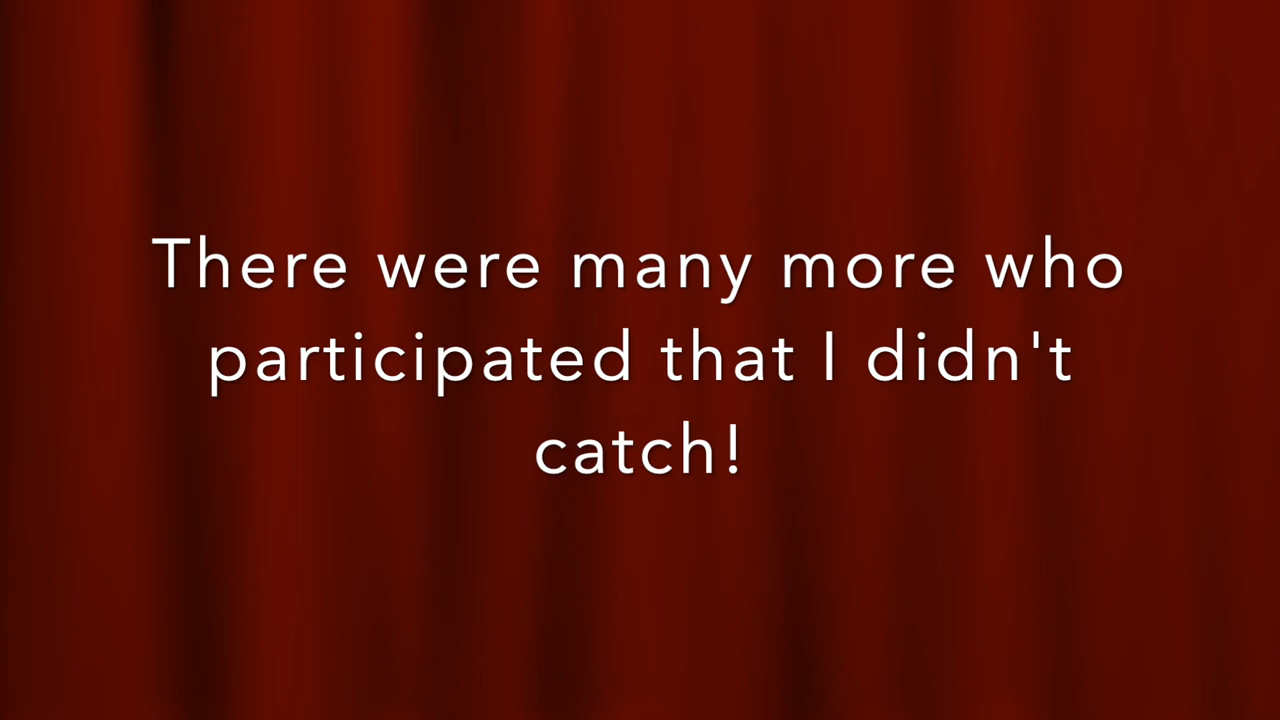 There were many more who
participated that I didn't
catch!